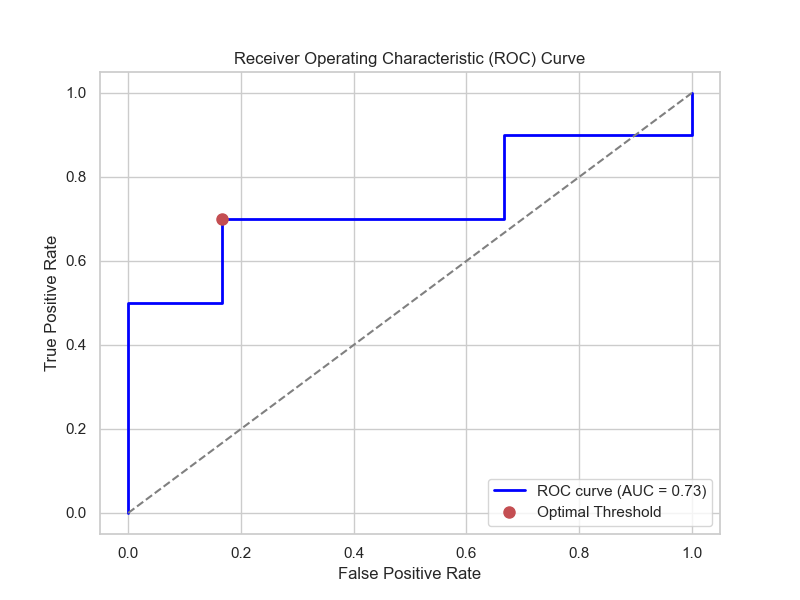 Receiver Operating Characteristic (ROC) Curve
True Positive Rate
1.0
0.8
0.6
0.4
0.2
0.0
ROC curve (AUC = 0.73)
Optimal Threshold
0.0 0.2 0.4 0.6 0.8 1.0
False Positive Rate